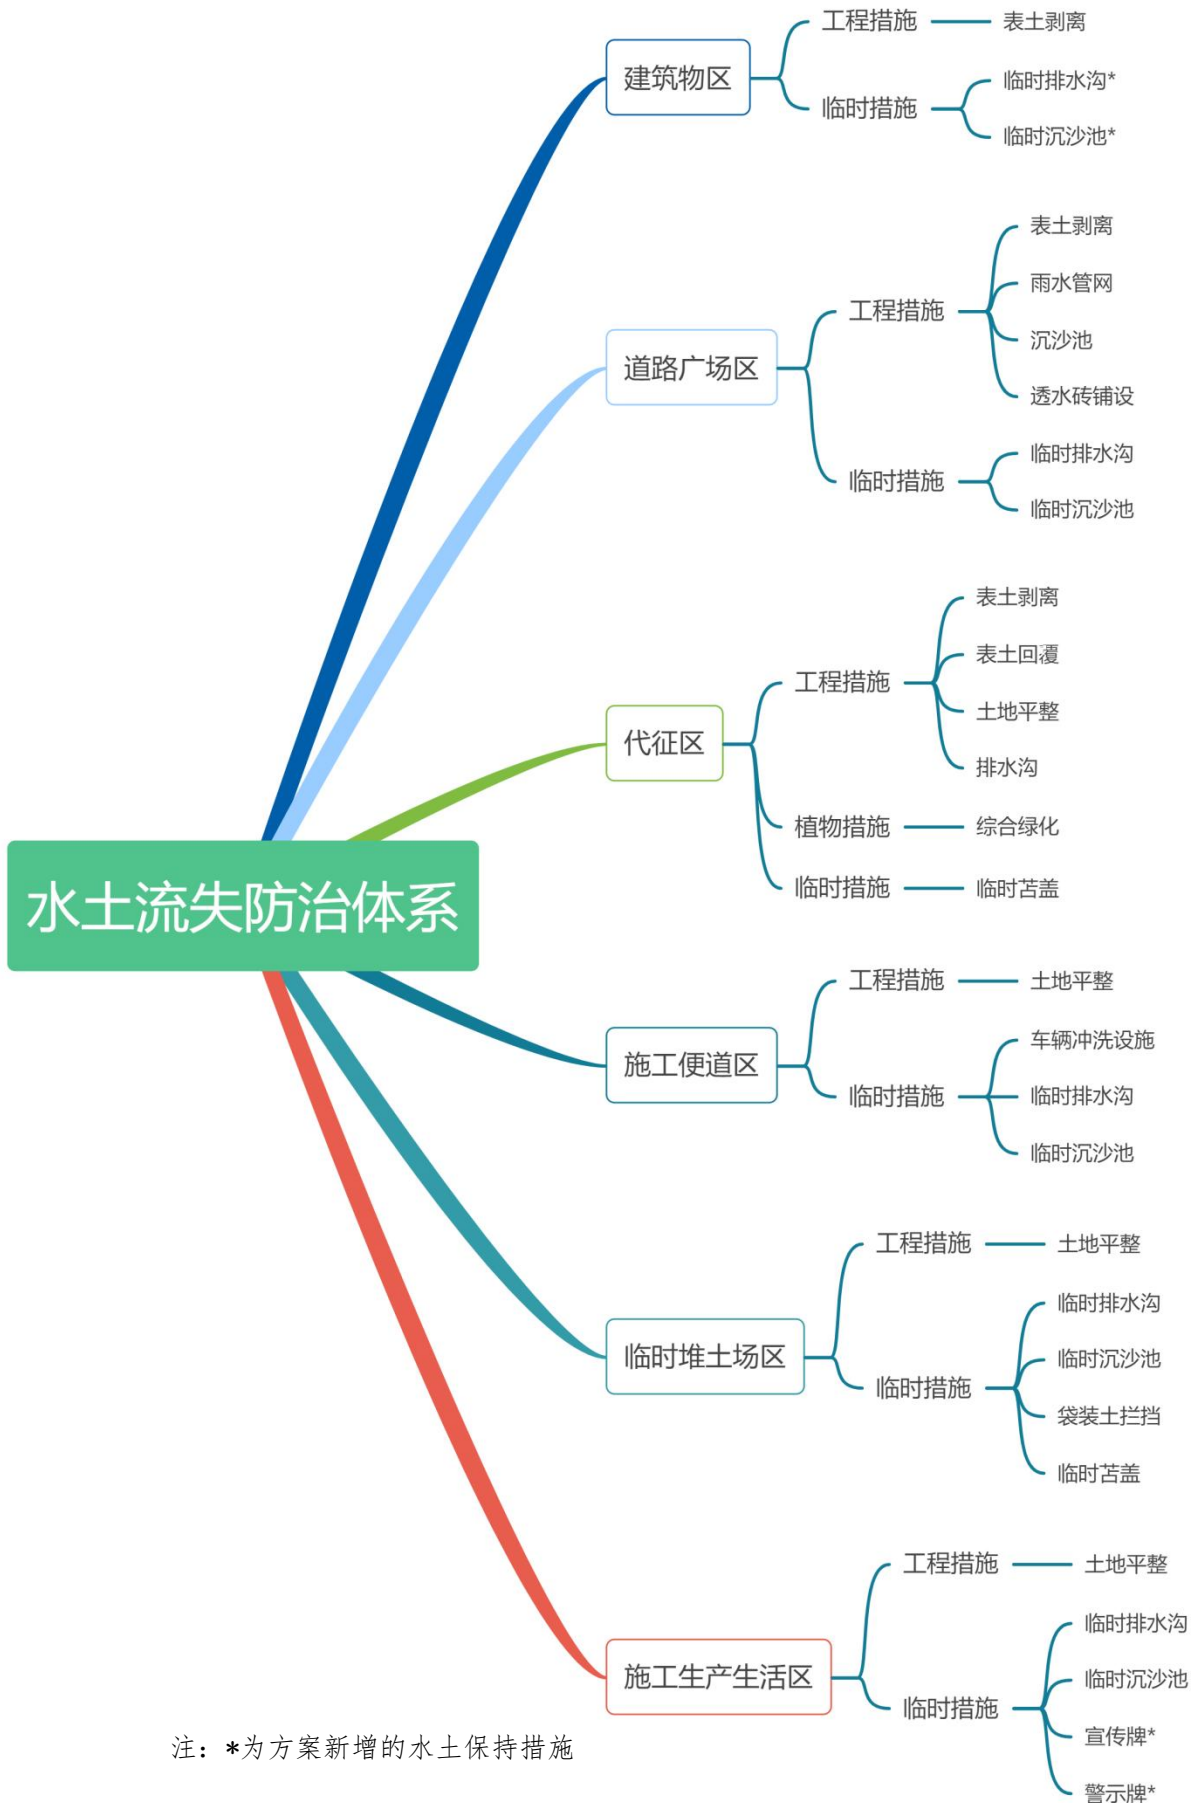 水土流失防治体系
建筑物区
工程措施
表土剥离
临时措施
临时排水沟*
临时沉沙池*
道路广场区
工程措施
表土剥离
雨水管网
沉沙池
透水砖铺设
临时措施
临时排水沟
临时沉沙池
代征区
工程措施
表土剥离
表土回覆
土地平整
排水沟
植物措施
综合绿化
临时措施
临时苫盖
施工便道区
工程措施
土地平整
临时措施
车辆冲洗设施
临时排水沟
临时沉沙池
临时堆土场区
工程措施
土地平整
临时措施
临时排水沟
临时沉沙池
袋装土拦挡
临时苫盖
施工生产生活区
工程措施
土地平整
临时措施
临时排水沟
临时沉沙池
宣传牌*
警示牌*
注：*为方案新增的水土保持措施